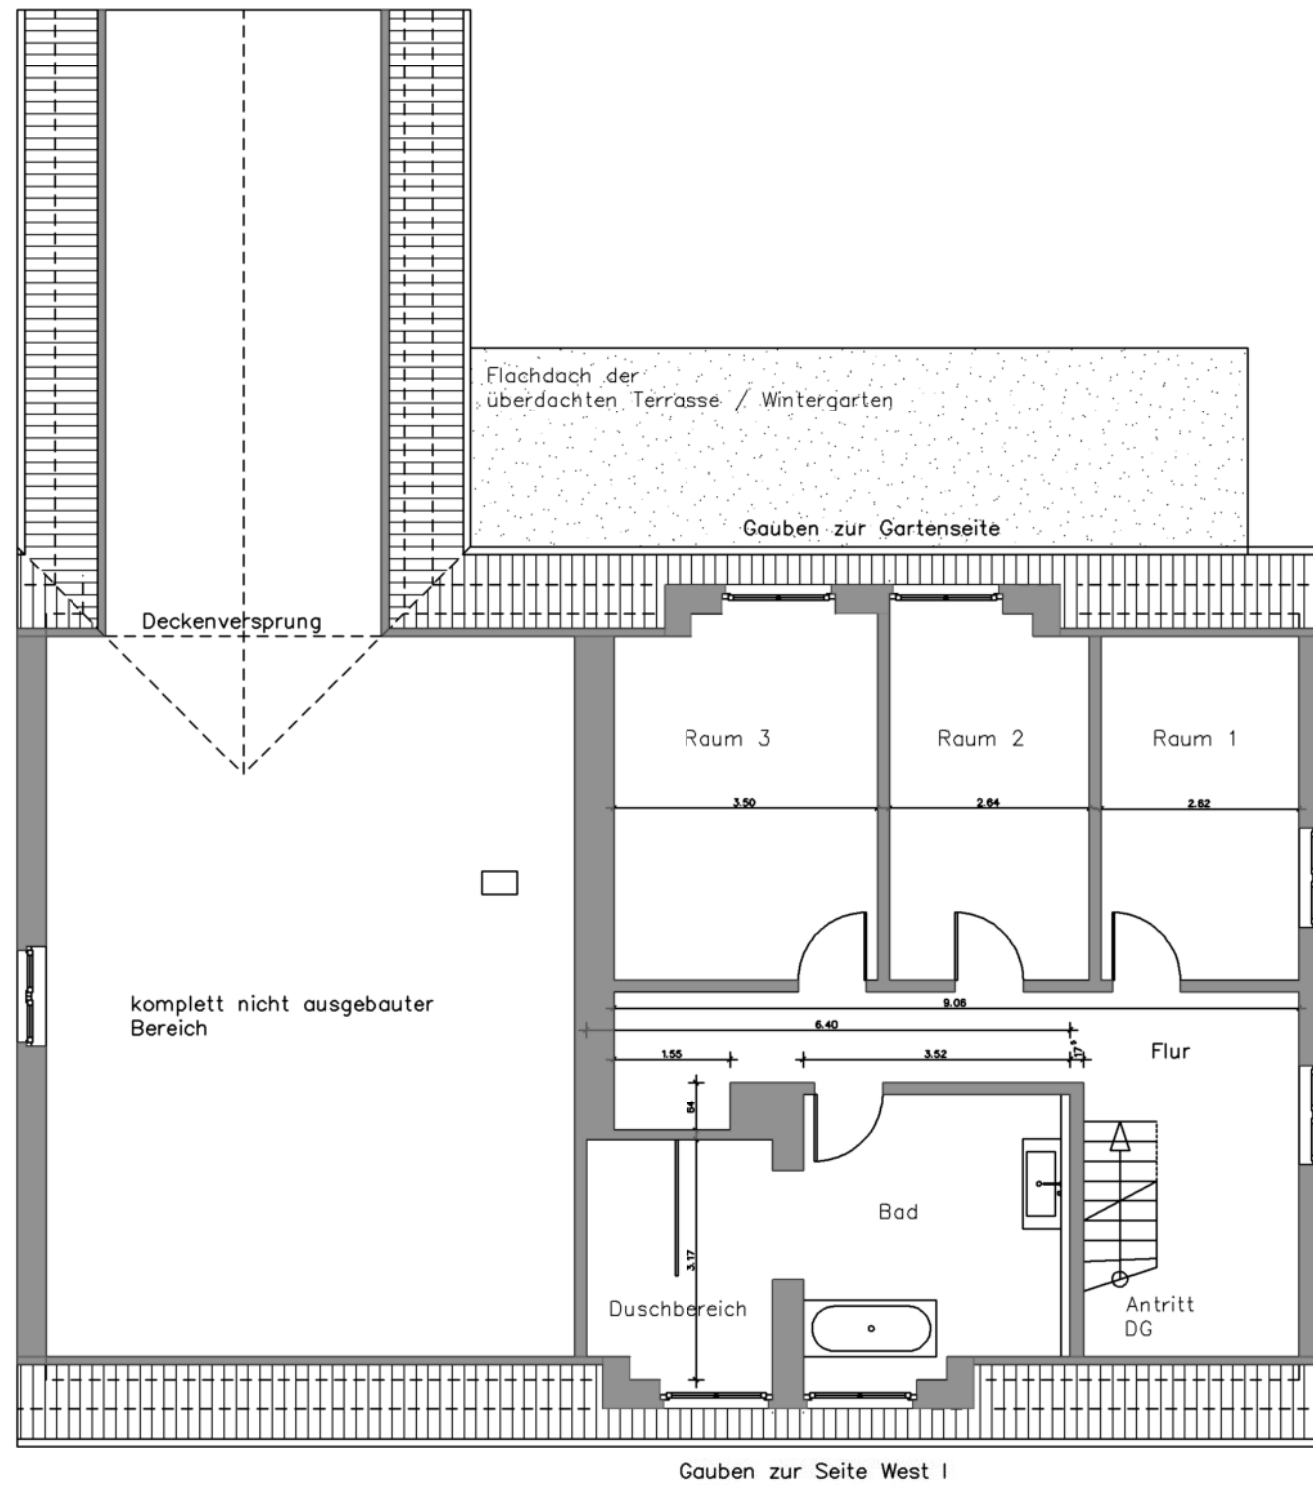 Flachdach der
überdachten Terrasse / Wintergarten
Gauben zur Gartenseite
Deckenversprung
Raum 3
Raum 2
Raum 1
3.50
2.64
2.62
komplett nicht ausgebauter
Bereich
9.06
6.40
1.55
3.52
17⁵
Flur
64
Bad
3.17
Duschbereich
Antritt
DG
Gauben zur Seite West I